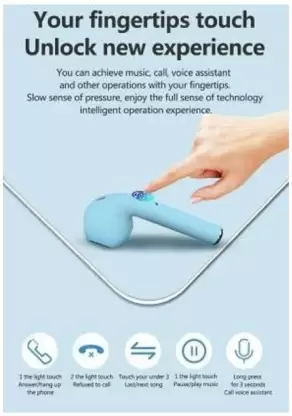 Your fingertips touch
Unlock new experience
You can achieve music, call, voice assistant
and other operations with your fingertips.
Slow sense of pressure, enjoy the full sense of technology
intelligent operation experience.
1 the light touch
Answer/hang up
the phone
2 the light touch
Refused to call
Touch your under 3
Last/next song
1 the light touch
Pause/play music
Long press
for 3 seconds
Call voice assistant